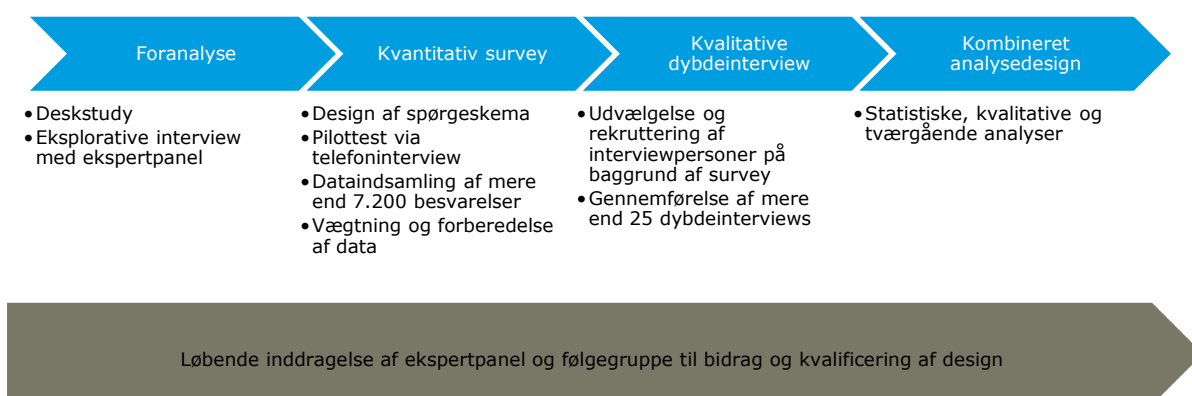 Foranalyse
Kvantitativ survey
Kvalitative
dybdeinterview
Kombineret
analysedesign
•Deskstudy
•Eksplorative interview
med ekspertpanel
•Design af spørgeskema
•Pilottest via
telefoninterview
•Dataindsamling af mere
end 7.200 besvarelser
•Vægtning og forberedelse
af data
•Udvælgelse og
rekruttering af
interviewpersoner på
baggrund af survey
•Gennemførelse af mere
end 25 dybdeinterviews
•Statistiske, kvalitative og
tværgående analyser
Løbende inddragelse af ekspertpanel og følgegruppe til bidrag og kvalificering af design